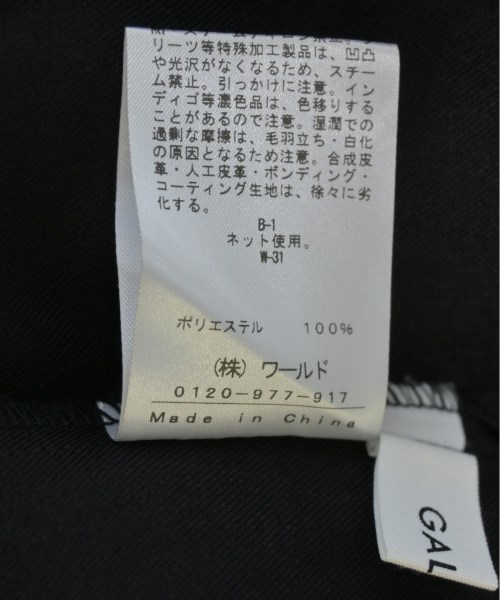 リーツ等特殊加工製品は、凹凸
や光沢がなくなるため、スチー
ム禁止。引っかけに注意。イン
ディゴ等濃色品は、色移りする
ことがあるので注意。湿潤での
過剰な摩擦は、毛羽立ち・白化
の原因となるため注意。合成皮
革・人工皮革・ボンディング・
コーティング生地は、徐々に劣
化する。
B-1
ネット使用。
W-31
ポリエステル 100%
(株) ワールド
0120-977-917
Made in China
GAL